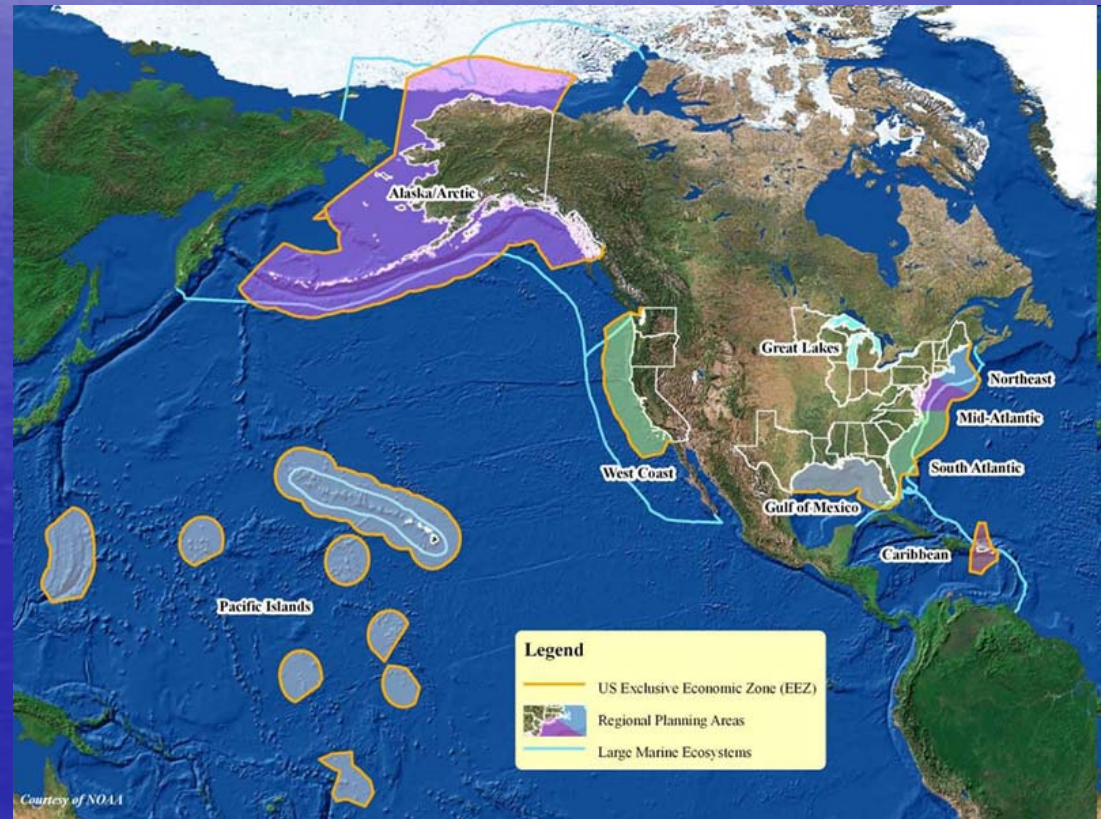 Alaska/Arctic
Great Lakes
Northeast
Mid-Atlantic
West Coast
South Atlantic
Gulf of Mexico
Caribbean
Pacific Islands
Legend
US Exclusive Economic Zone (EEZ)
Regional Planning Areas
Large Marine Ecosystems
Courtesy of NOAA